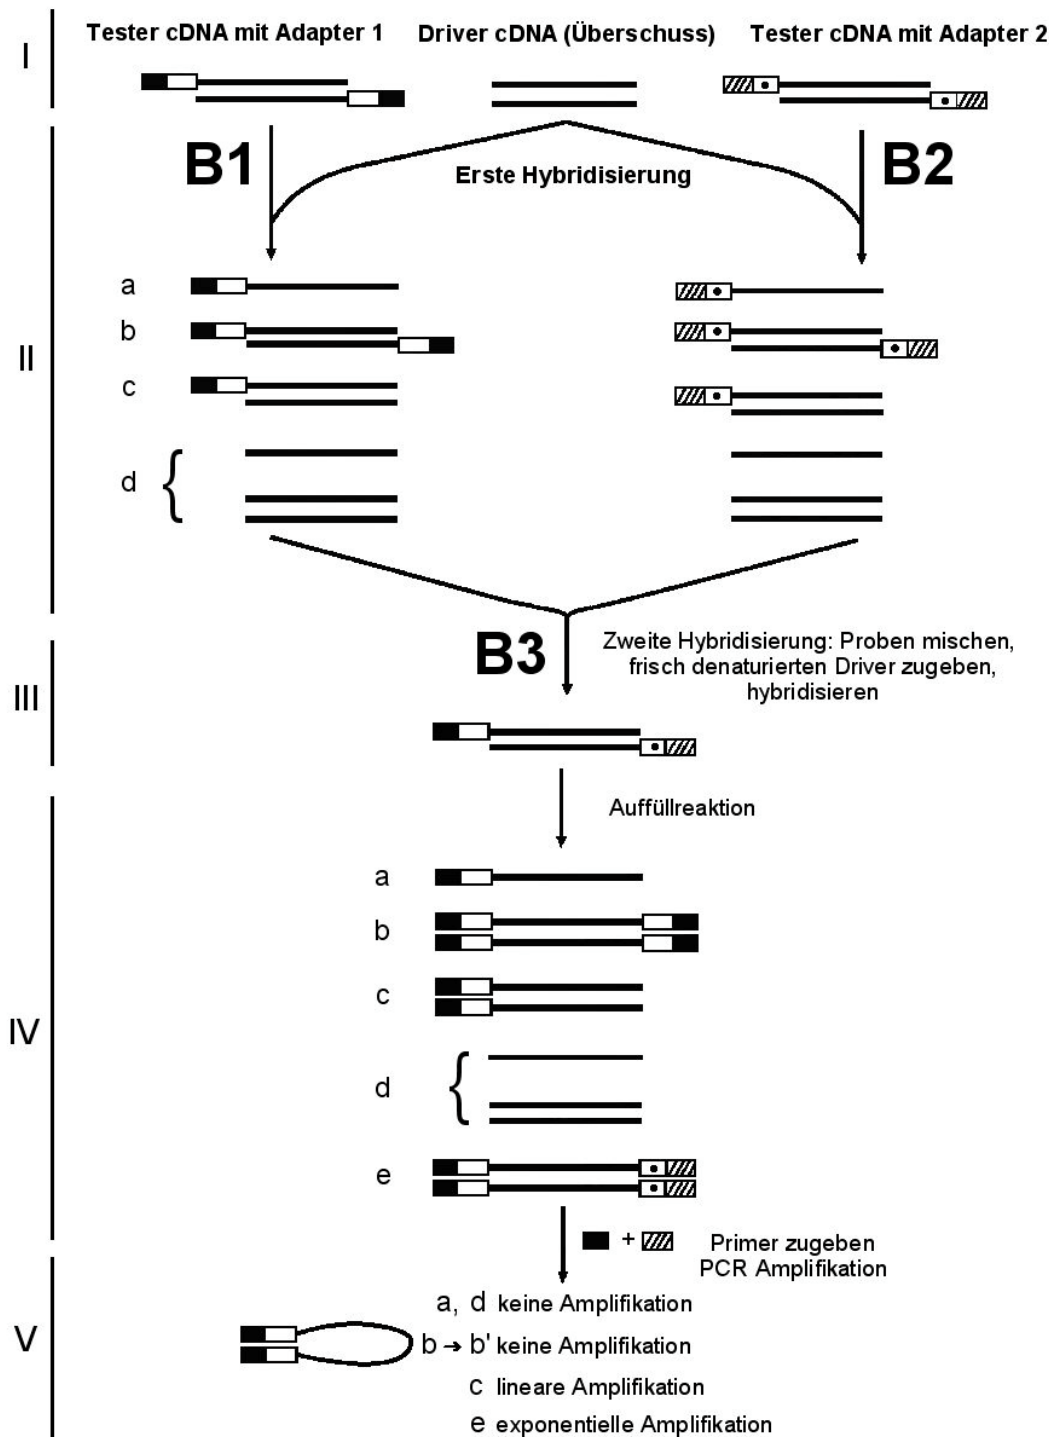 I
Tester cDNA mit Adapter 1
Driver cDNA (Überschuss)
Tester cDNA mit Adapter 2
B1
Erste Hybridisierung
B2
II
a
b
c
d
B3
Zweite Hybridisierung: Proben mischen,
frisch denaturierten Driver zugeben,
hybridisieren
III
Auffüllreaktion
IV
a
b
c
d
e
+
Primer zugeben
PCR Amplifikation
V
a, d keine Amplifikation
b → b' keine Amplifikation
c lineare Amplifikation
e exponentielle Amplifikation